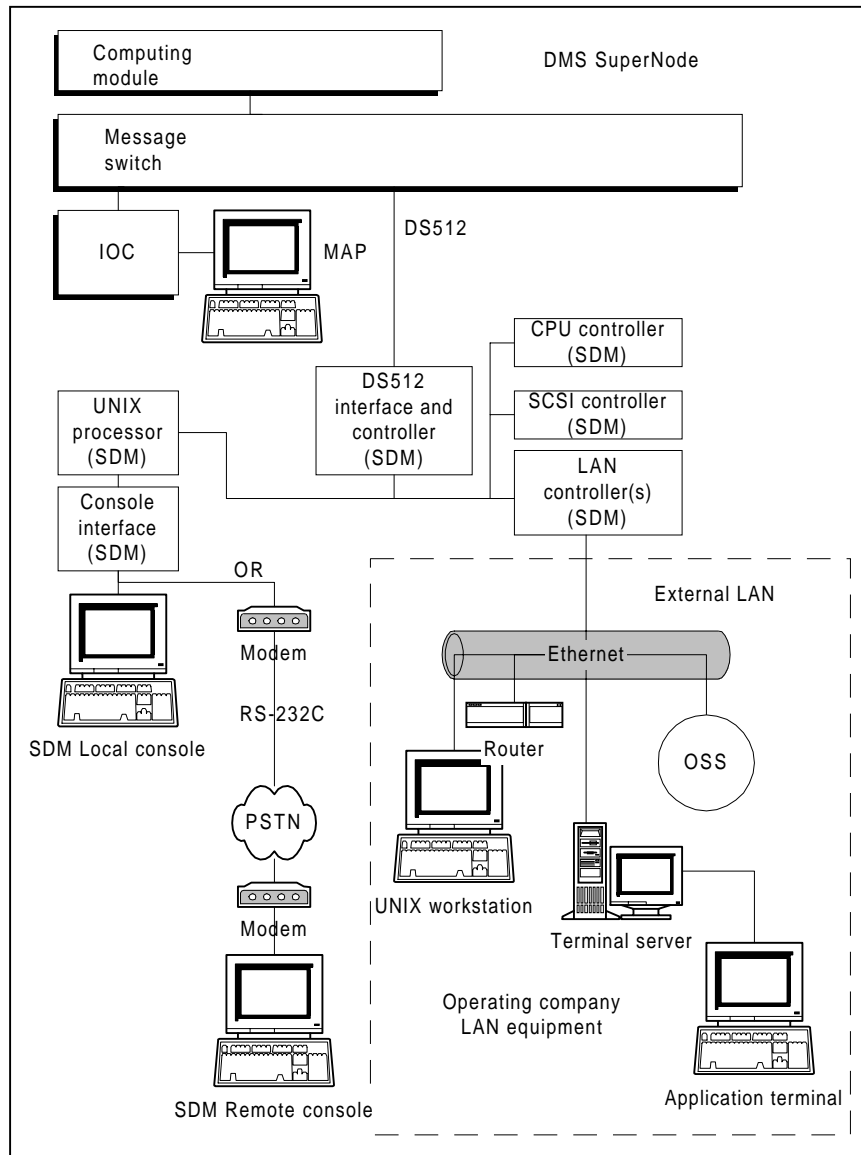 Computing
module
DMS SuperNode
Message
switch
IOC
MAP
DS512
CPU controller
(SDM)
DS512
interface and
controller
(SDM)
SCSI controller
(SDM)
UNIX
processor
(SDM)
LAN
controller(s)
(SDM)
Console
interface
(SDM)
OR
External LAN
Modem
Ethernet
RS-232C
SDM Local console
Router
OSS
PSTN
UNIX workstation
Modem
Terminal server
Operating company
LAN equipment
SDM Remote console
Application terminal